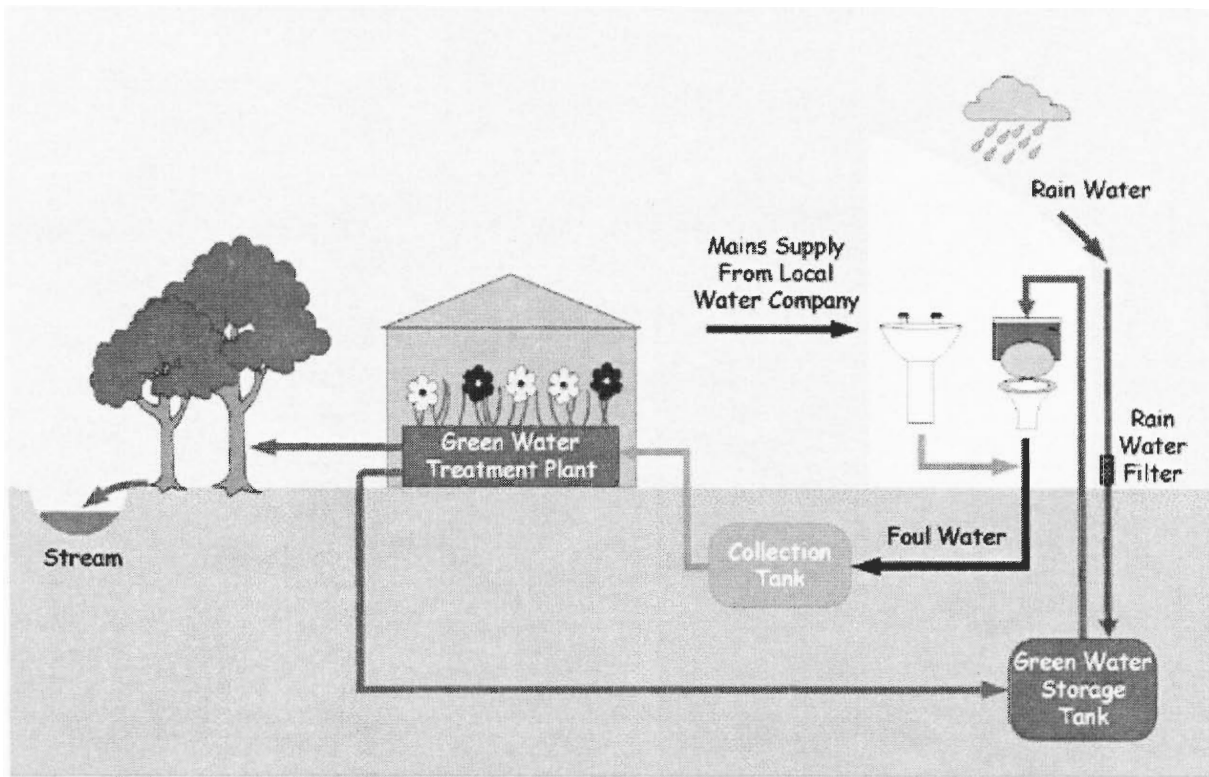 Rain Water
Mains Supply
From Local
Water Company
Green Water
Treatment Plant
Rain
Water
Filter
Stream
Collection
Tank
Foul Water
Green Water
Storage
Tank